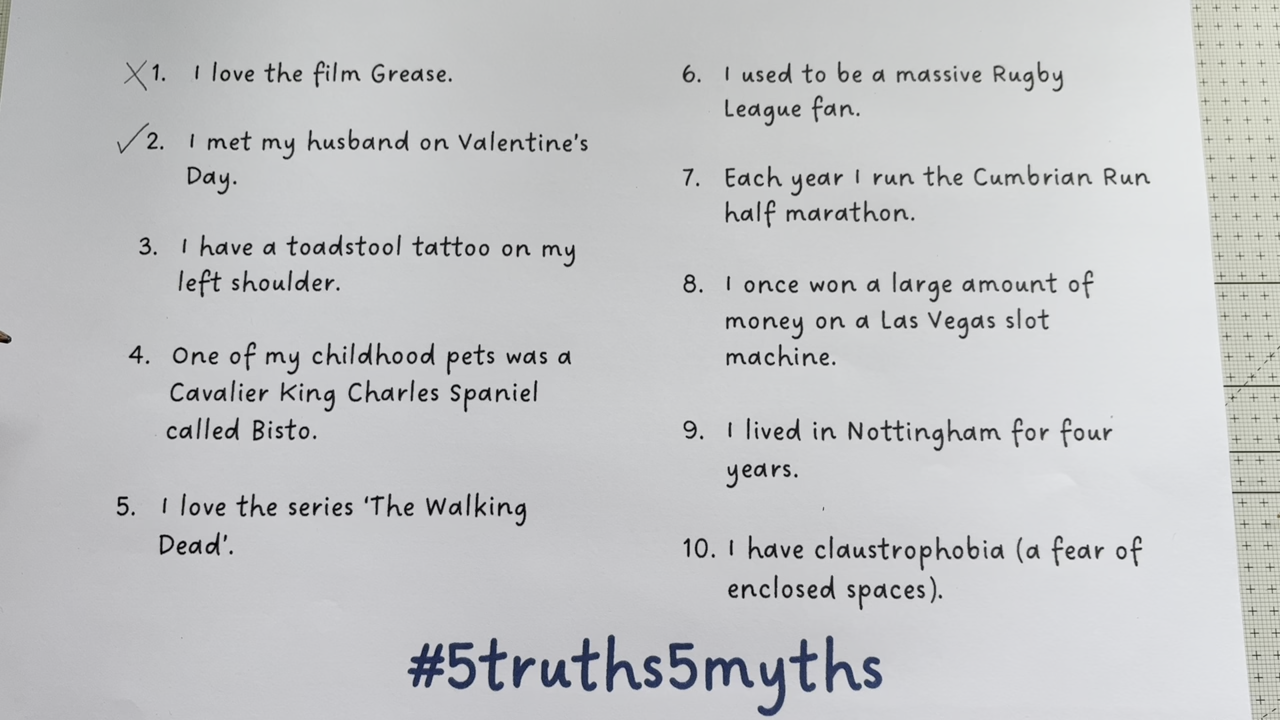 X 1. I love the film Grease.
✓ 2. I met my husband on Valentine's
Day.
3. I have a toadstool tattoo on my
left shoulder.
4. One of my childhood pets was a
Cavalier King Charles Spaniel
called Bisto.
5. I love the series 'The Walking
Dead'.
6. I used to be a massive Rugby
League fan.
7. Each year I run the Cumbrian Run
half marathon.
8. I once won a large amount of
money on a Las Vegas slot
machine.
9. I lived in Nottingham for four
years.
10. I have claustrophobia (a fear of
enclosed spaces).
#5truths5myths